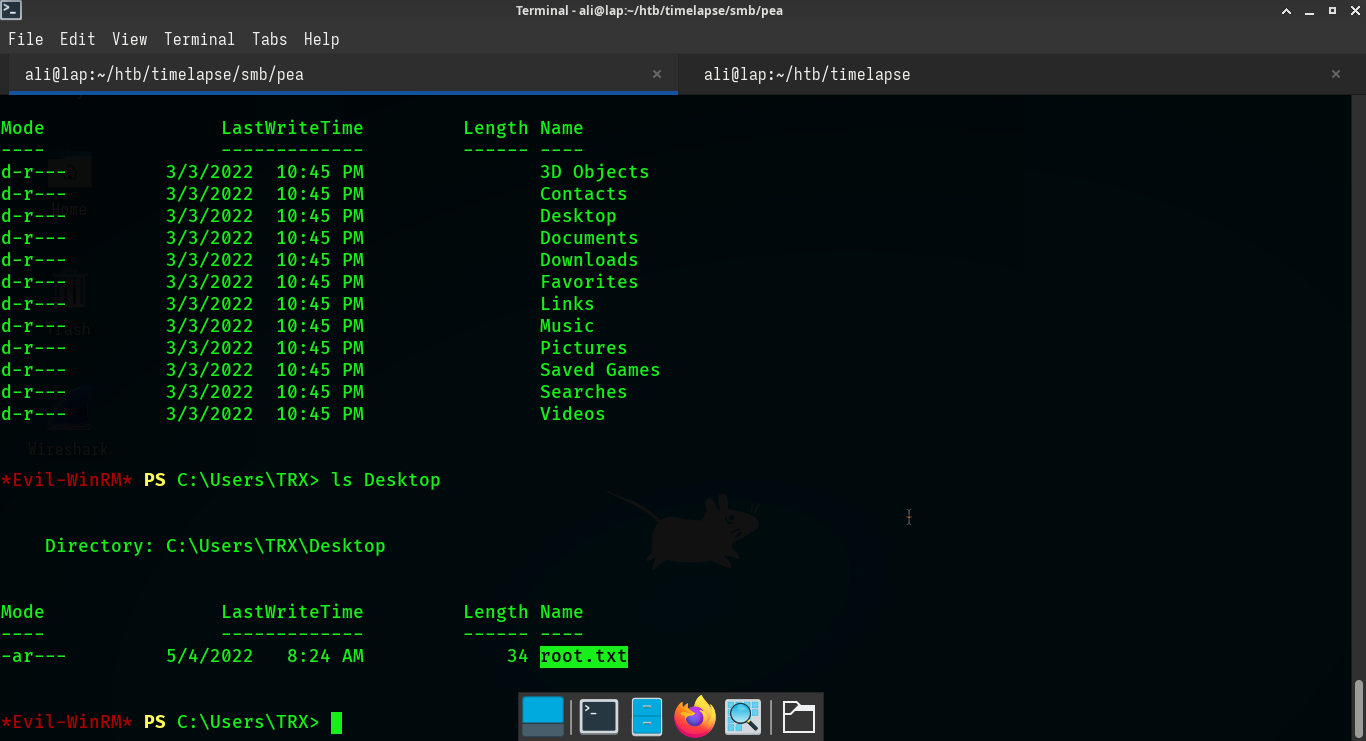 Terminal - ali@lap:~/htb/timelapse/smb/pea
File Edit View Terminal Tabs Help
ali@lap:~/htb/timelapse/smb/pea × ali@lap:~/htb/timelapse ×
Mode LastWriteTime Length Name
---- ------------- ------ ----
d-r--- 3/3/2022 10:45 PM 3D Objects
d-r--- 3/3/2022 10:45 PM Contacts
Home
d-r--- 3/3/2022 10:45 PM Desktop
d-r--- 3/3/2022 10:45 PM Documents
d-r--- 3/3/2022 10:45 PM Downloads
d-r--- 3/3/2022 10:45 PM Favorites
d-r--- 3/3/2022 10:45 PM Links
d-r--- 3/3/2022 10:45 PM Music
d-r--- 3/3/2022 10:45 PM Pictures
d-r--- 3/3/2022 10:45 PM Saved Games
d-r--- 3/3/2022 10:45 PM Searches
d-r--- 3/3/2022 10:45 PM Videos
Wireshark
*Evil-WinRM* PS C:\Users\TRX> ls Desktop
Directory: C:\Users\TRX\Desktop
Mode LastWriteTime Length Name
---- ------------- ------ ----
-ar--- 5/4/2022 8:24 AM 34 root.txt
*Evil-WinRM* PS C:\Users\TRX>